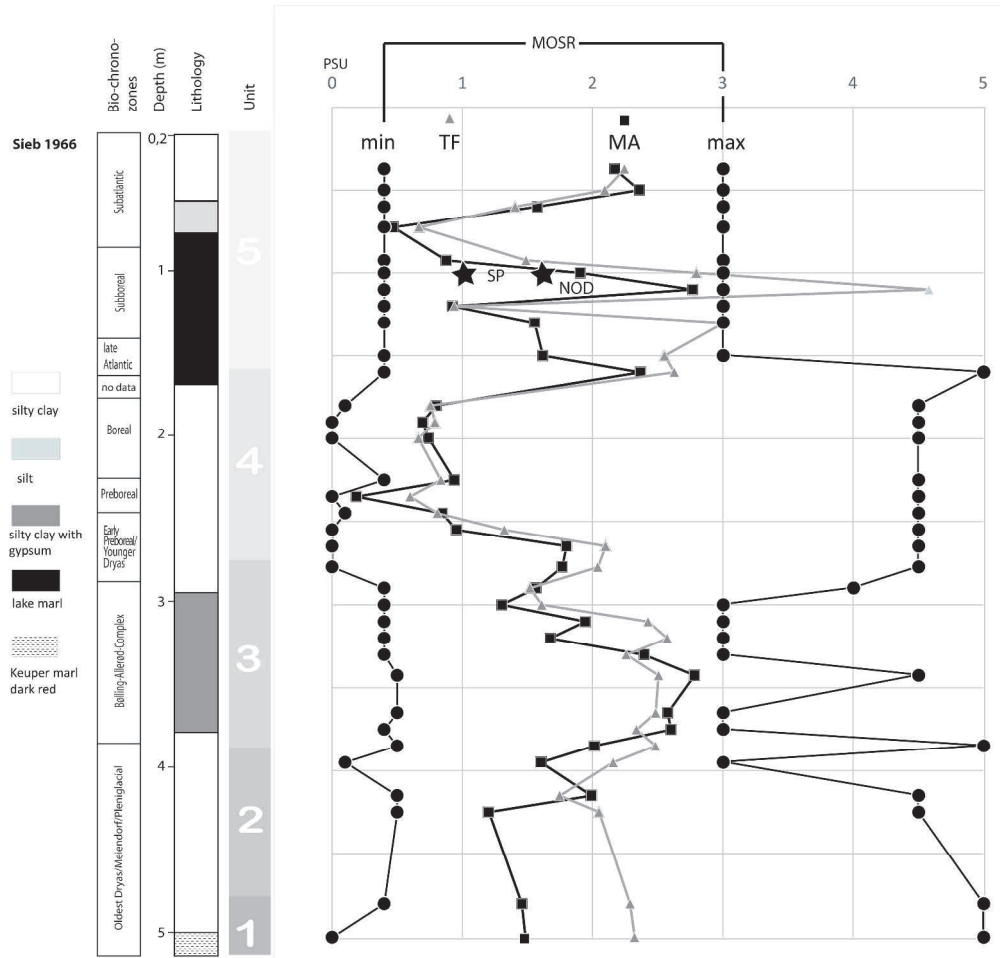 MOSR
PSU
0 1 2 3 4 5
Bio-chrono-
zones
Depth (m)
Lithology
Unit
min TF MA max
Sieb 1966
0,2
1
2
3
4
5
Subatlantic
Subboreal
late
Atlantic
no data
Boreal
Preboreal
Early
Preboreal/
Younger
Dryas
Bølling-Allerød-Complex
Oldest Dryas/Meiendorf/Pleniglacial
5
4
3
2
1
SP
NOD
silty clay
silt
silty clay with
gypsum
lake marl
Keuper marl
dark red